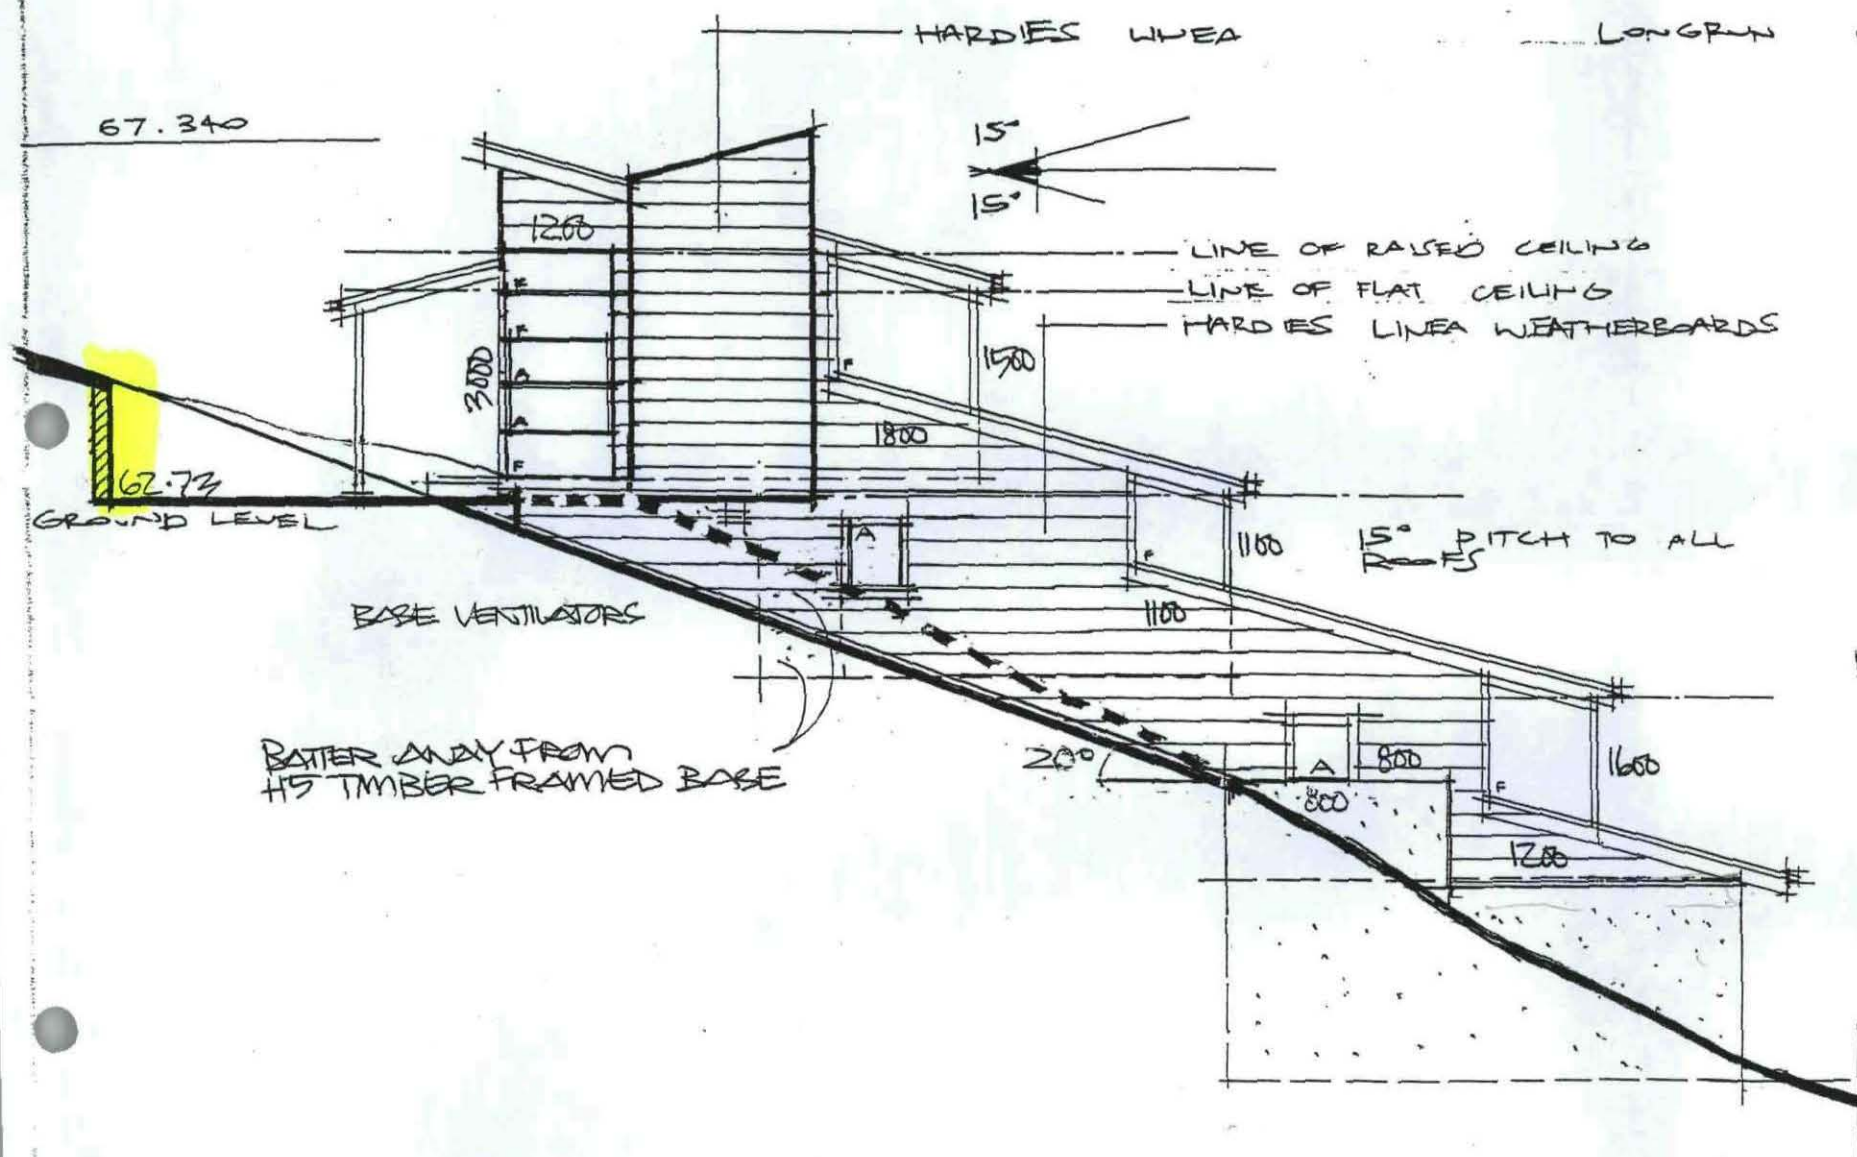 HARDIES LINEA
LONGRUN
67.340
15°
15°
1200
LINE OF RAISED CEILING
LINE OF FLAT CEILING
HARDIES LINEA WEATHERBOARDS
F
F
A
A
F
3000
F
1500
1800
62.73
GROUND LEVEL
A
1100
15° PITCH TO ALL
ROOFS
F
BASE VENTILATORS
1100
BATTER AWAY FROM
H5 TIMBER FRAMED BASE
20°
A
800
1600
800
F
1200